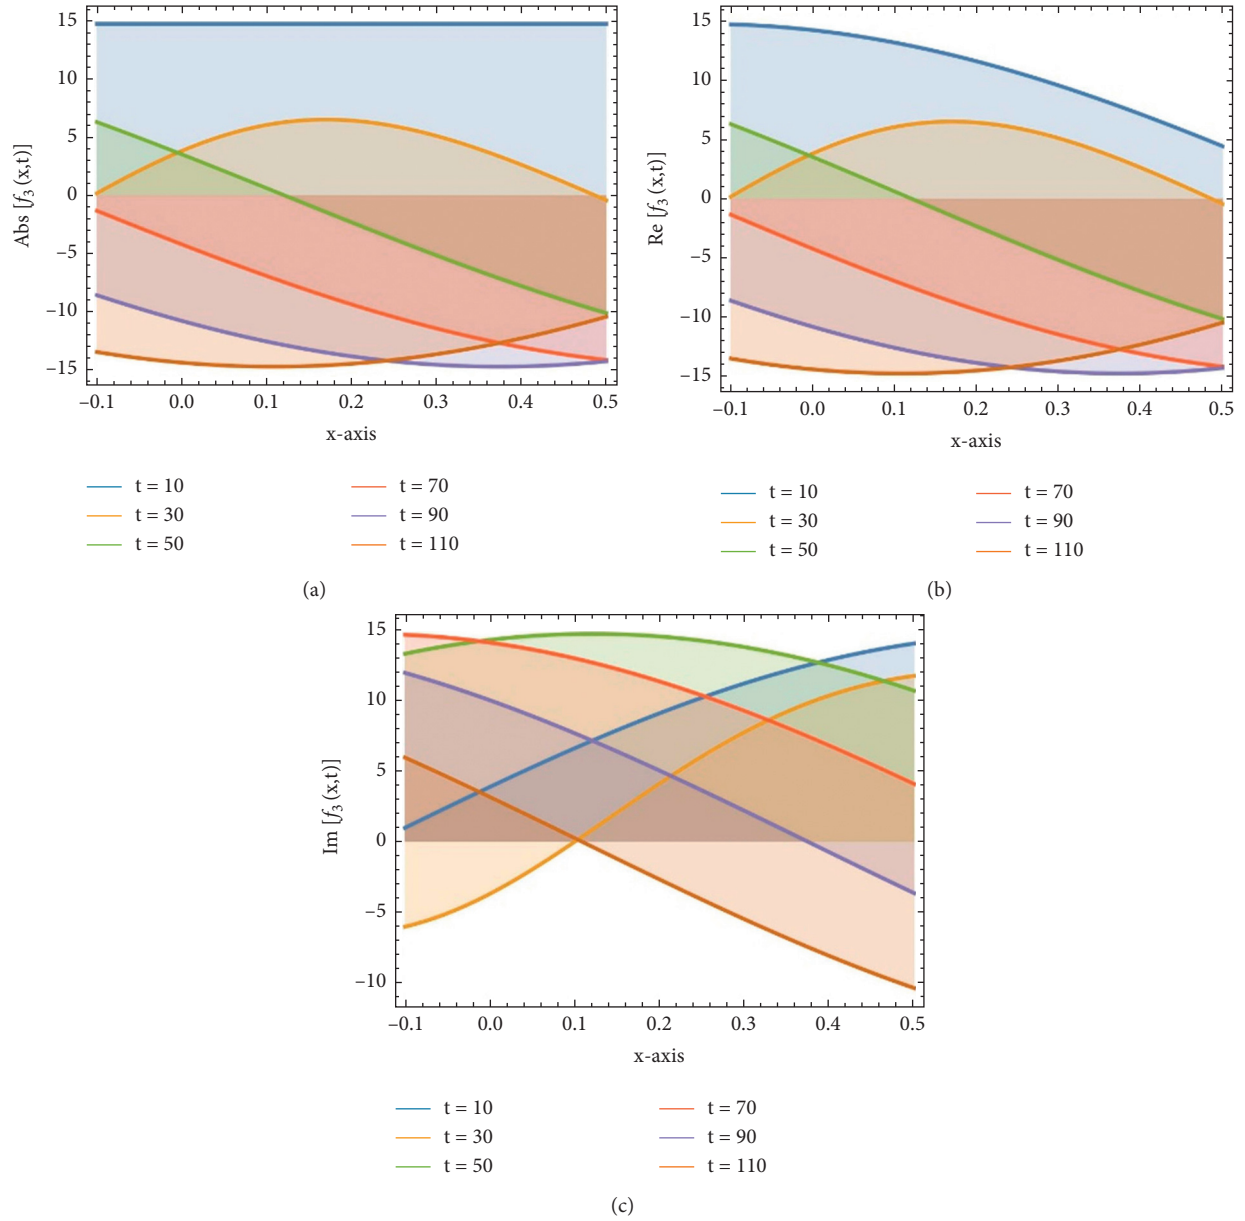 15
10
5
0
−5
−10
−15
Abs [f3 (x,t)]
−0.1 0.0 0.1 0.2 0.3 0.4 0.5
x-axis
t = 10 t = 70
t = 30 t = 90
t = 50 t = 110
(a)
15
10
5
0
−5
−10
−15
Re [f3 (x,t)]
−0.1 0.0 0.1 0.2 0.3 0.4 0.5
x-axis
t = 10 t = 70
t = 30 t = 90
t = 50 t = 110
(b)
15
10
5
0
−5
−10
Im [f3 (x,t)]
−0.1 0.0 0.1 0.2 0.3 0.4 0.5
x-axis
t = 10 t = 70
t = 30 t = 90
t = 50 t = 110
(c)